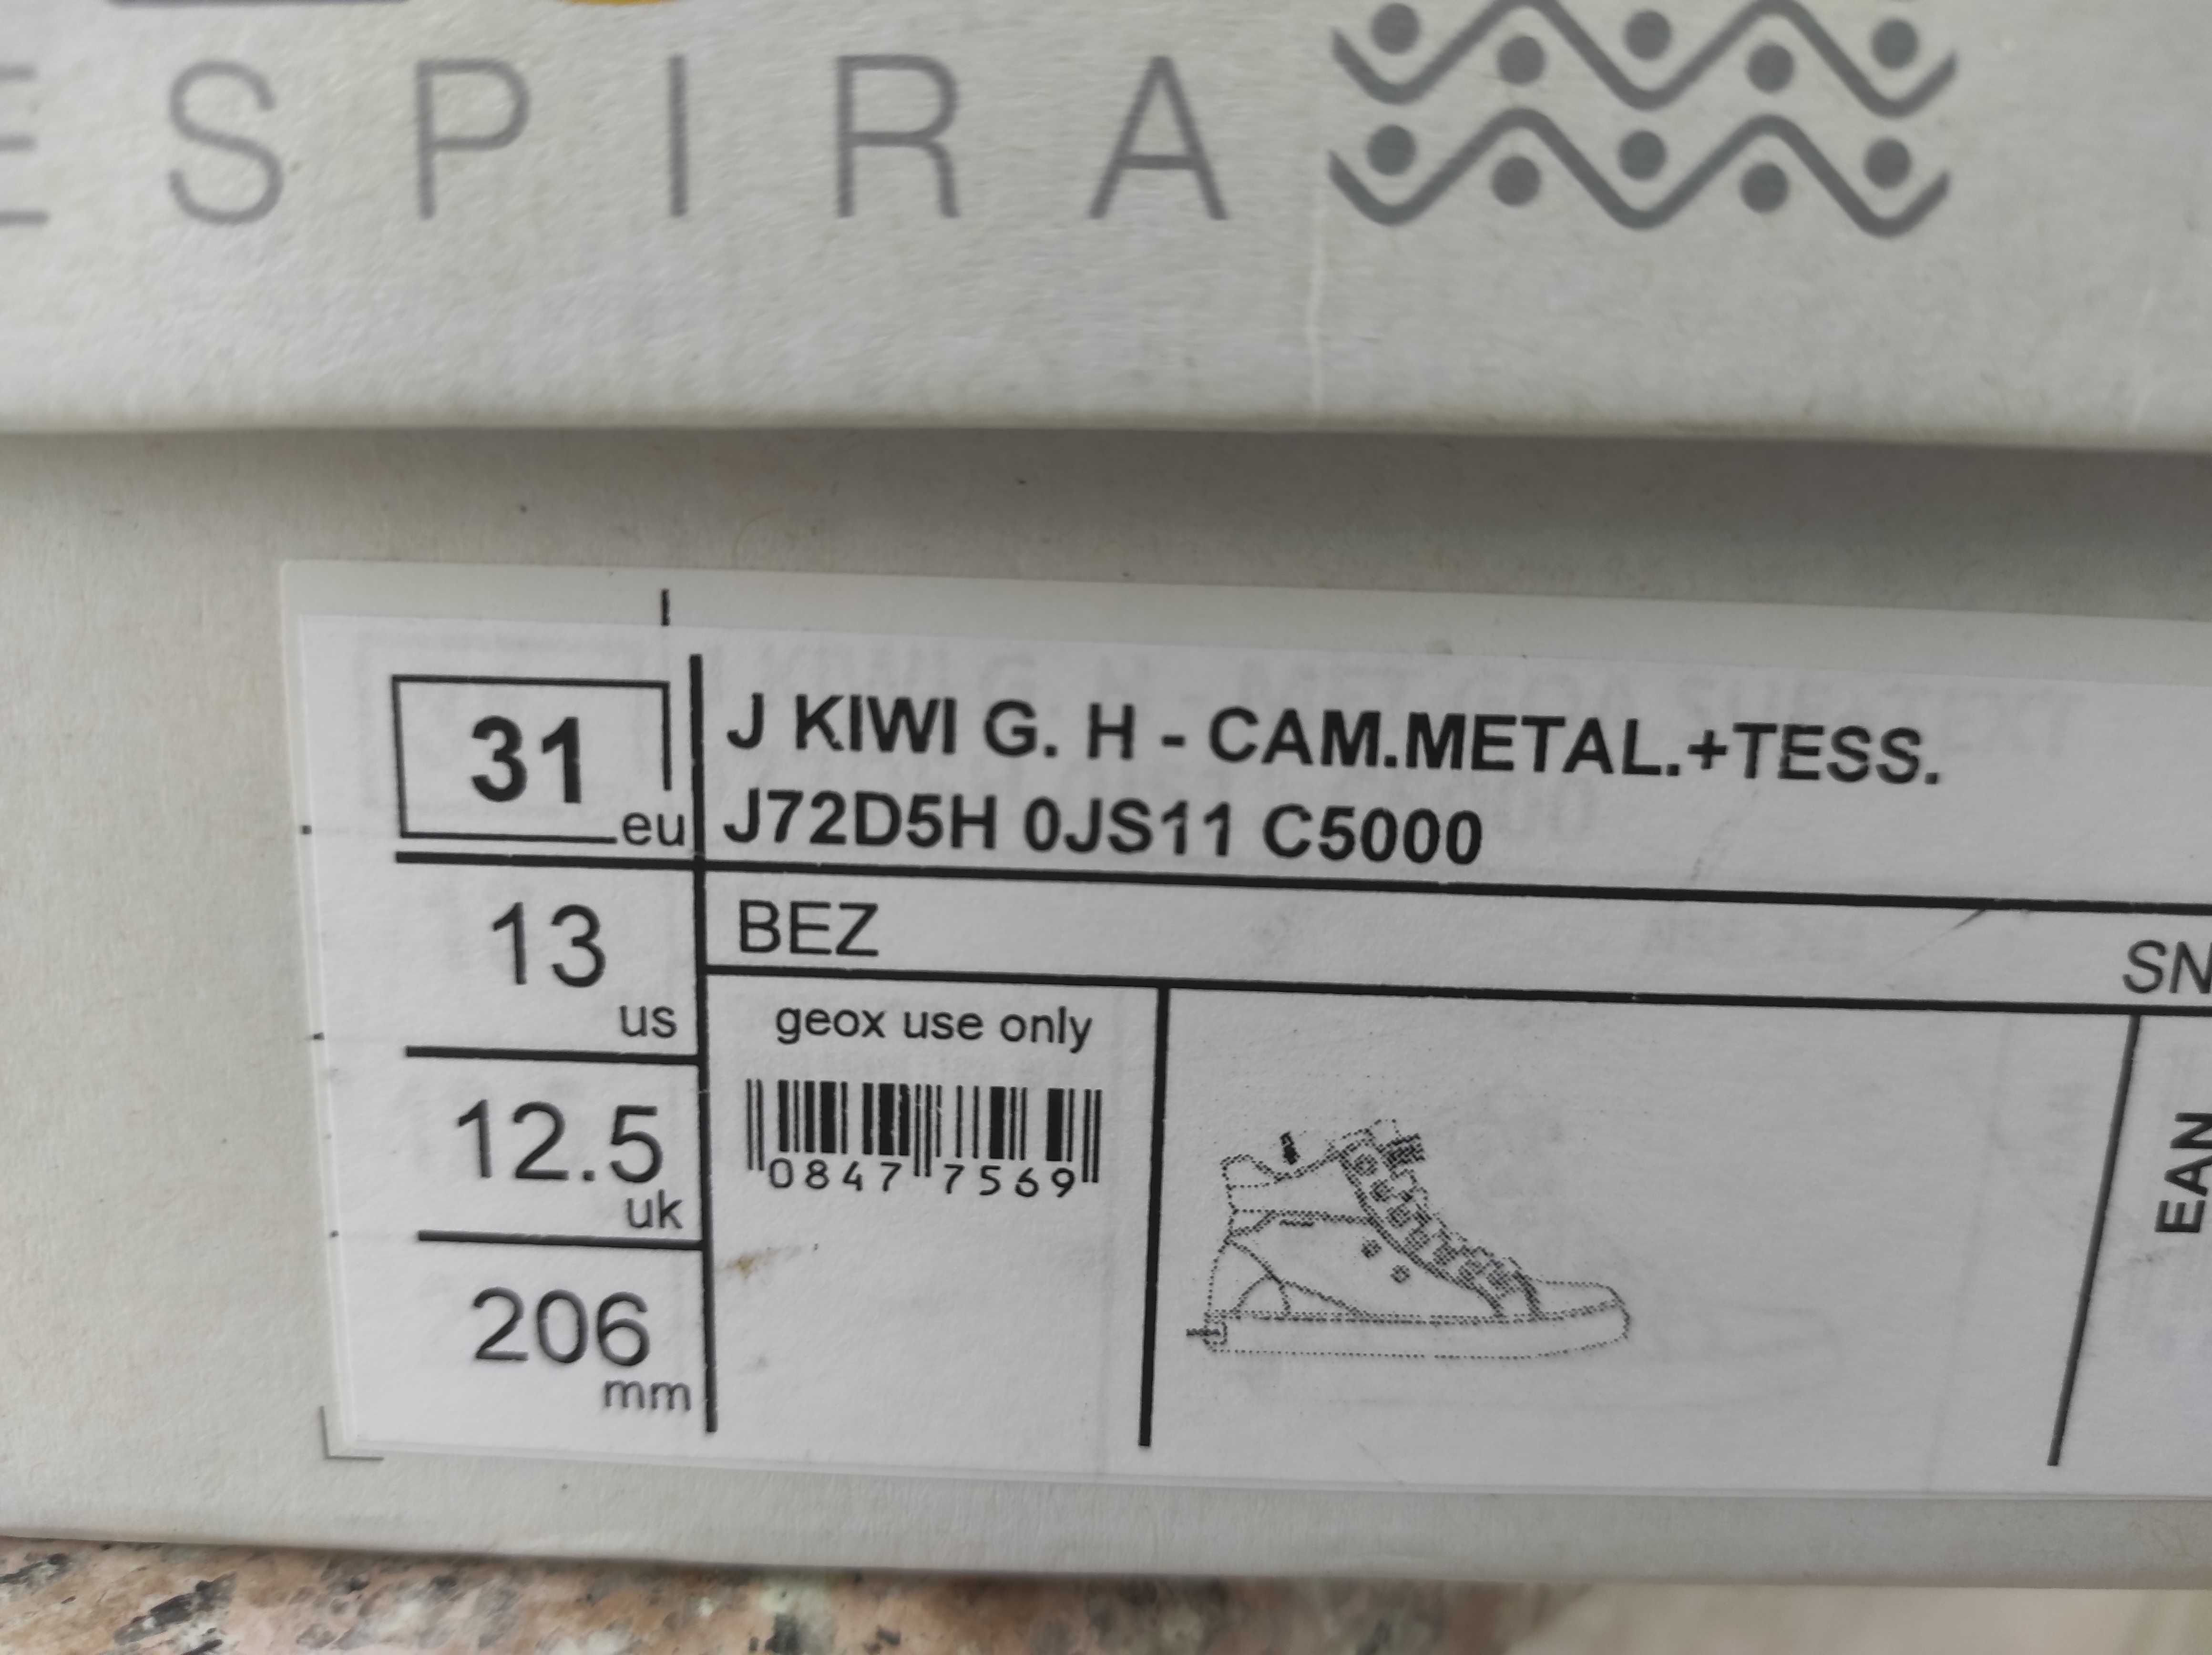 ESPIRA
31 eu
J KIWI G. H - CAM.METAL.+TESS.
J72D5H 0JS11 C5000
13 us
BEZ
SN
12.5 uk
geox use only
0847 7569
EAN
206 mm